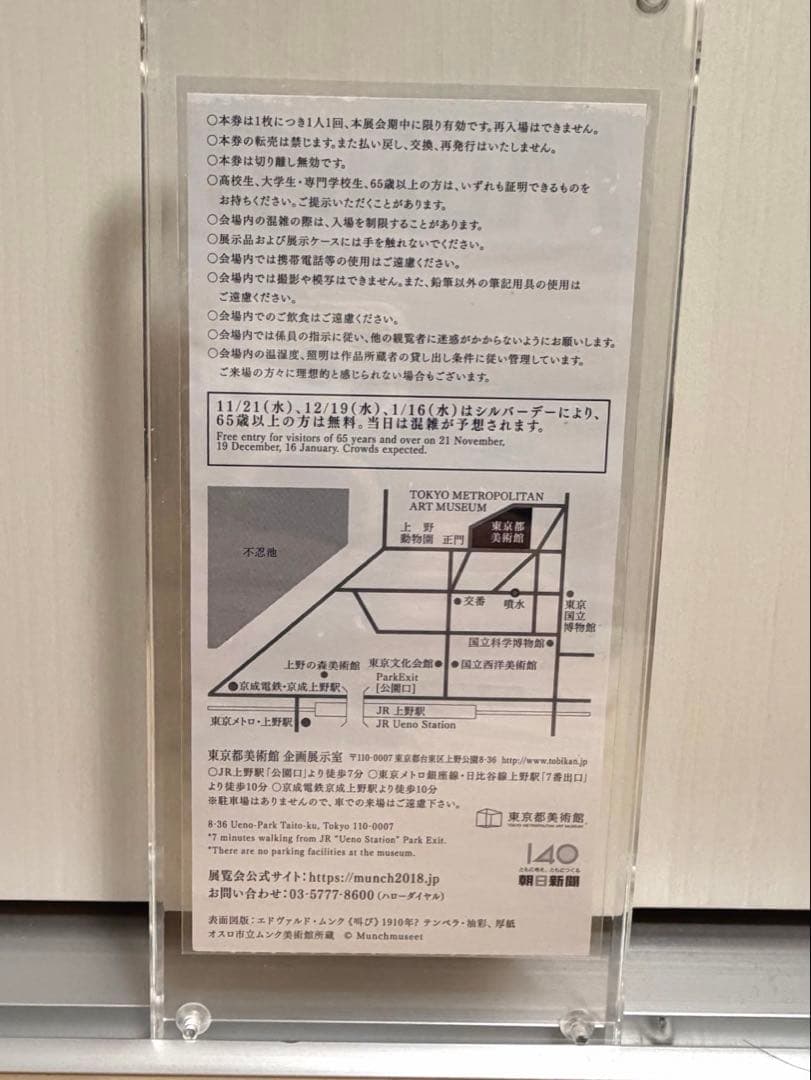 ○本券は1枚につき1人1回、本展会期中に限り有効です。再入場はできません。
○本券の転売は禁じます。また払い戻し、交換、再発行はいたしません。
○本券は切り離し無効です。
○高校生、大学生・専門学校生、65歳以上の方は、いずれも証明できるものを
お持ちください。ご提示いただくことがあります。
○会場内の混雑の際は、入場を制限することがあります。
○展示品および展示ケースには手を触れないでください。
○会場内では携帯電話等の使用はご遠慮ください。
○会場内では撮影や模写はできません。また、鉛筆以外の筆記用具の使用は
ご遠慮ください。
○会場内でのご飲食はご遠慮ください。
○会場内では係員の指示に従い、他の観覧者に迷惑がかからないようにお願いします。
○会場内の温湿度、照明は作品所蔵者の貸し出し条件に従い管理しています。
ご来場の方々に理想的と感じられない場合もございます。
11/21(水)、12/19(水)、1/16(水)はシルバーデーにより、
65歳以上の方は無料。当日は混雑が予想されます。
Free entry for visitors of 65 years and over on 21 November,
19 December, 16 January. Crowds expected.
TOKYO METROPOLITAN
ART MUSEUM
上野
動物園 正門
東京都
美術館
不忍池
交番
噴水
東京
国立
博物館
国立科学博物館
上野の森美術館
東京文化会館
国立西洋美術館
ParkExit
[公園口]
京成電鉄・京成上野駅
JR 上野駅
東京メトロ・上野駅
JR Ueno Station
東京都美術館 企画展示室 〒110-0007 東京都台東区上野公園8-36 http://www.tobikan.jp
○JR上野駅「公園口」より徒歩7分 ○東京メトロ銀座線・日比谷線上野駅「7番出口」
より徒歩10分 ○京成電鉄京成上野駅より徒歩10分
※駐車場はありませんので、車での来場はご遠慮下さい。
東京都美術館
TOKYO METROPOLITAN ART MUSEUM
8-36 Ueno-Park Taito-ku, Tokyo 110-0007
*7 minutes walking from JR "Ueno Station" Park Exit.
*There are no parking facilities at the museum.
140
ともに考え、ともにつくる
朝日新聞
展覧会公式サイト：https://munch2018.jp
お問い合わせ：03-5777-8600（ハローダイヤル）
表面図版：エドヴァルド・ムンク《叫び》1910年? テンペラ・油彩、厚紙
オスロ市立ムンク美術館所蔵 © Munchmuseet